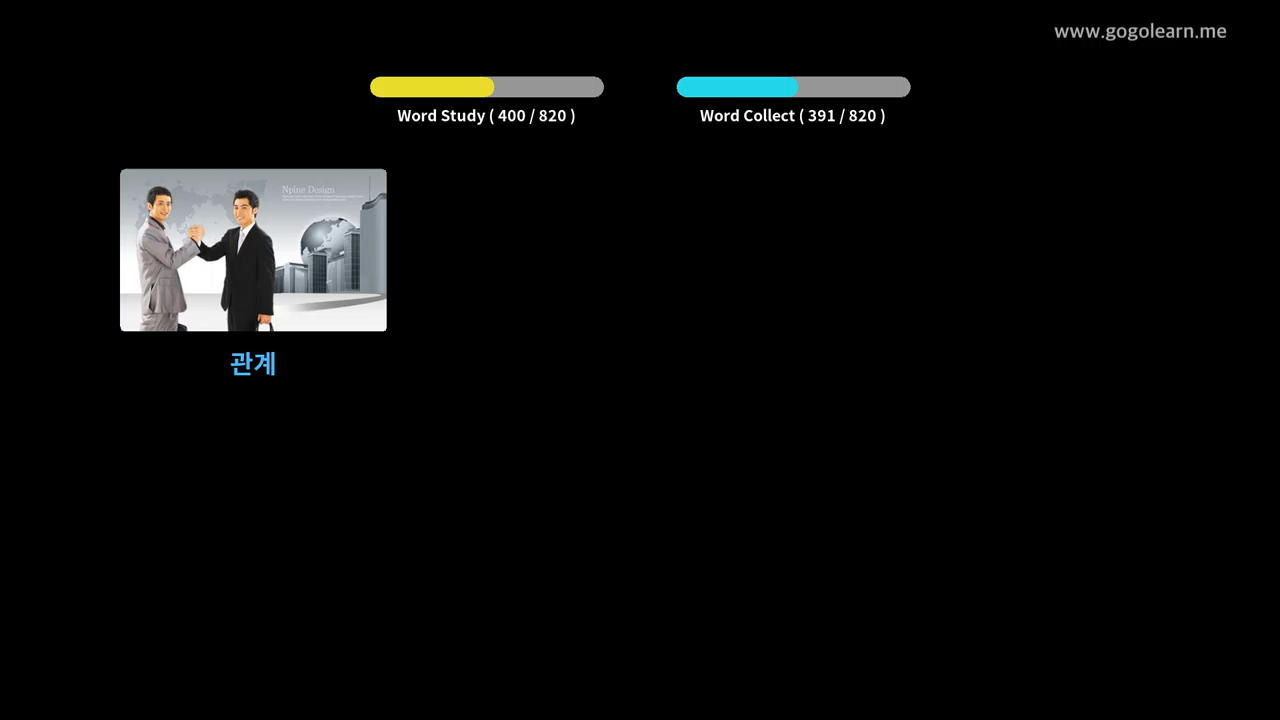 www.gogolearn.me
Word Study ( 400 / 820 )
Word Collect ( 391 / 820 )
Npine Design
관계